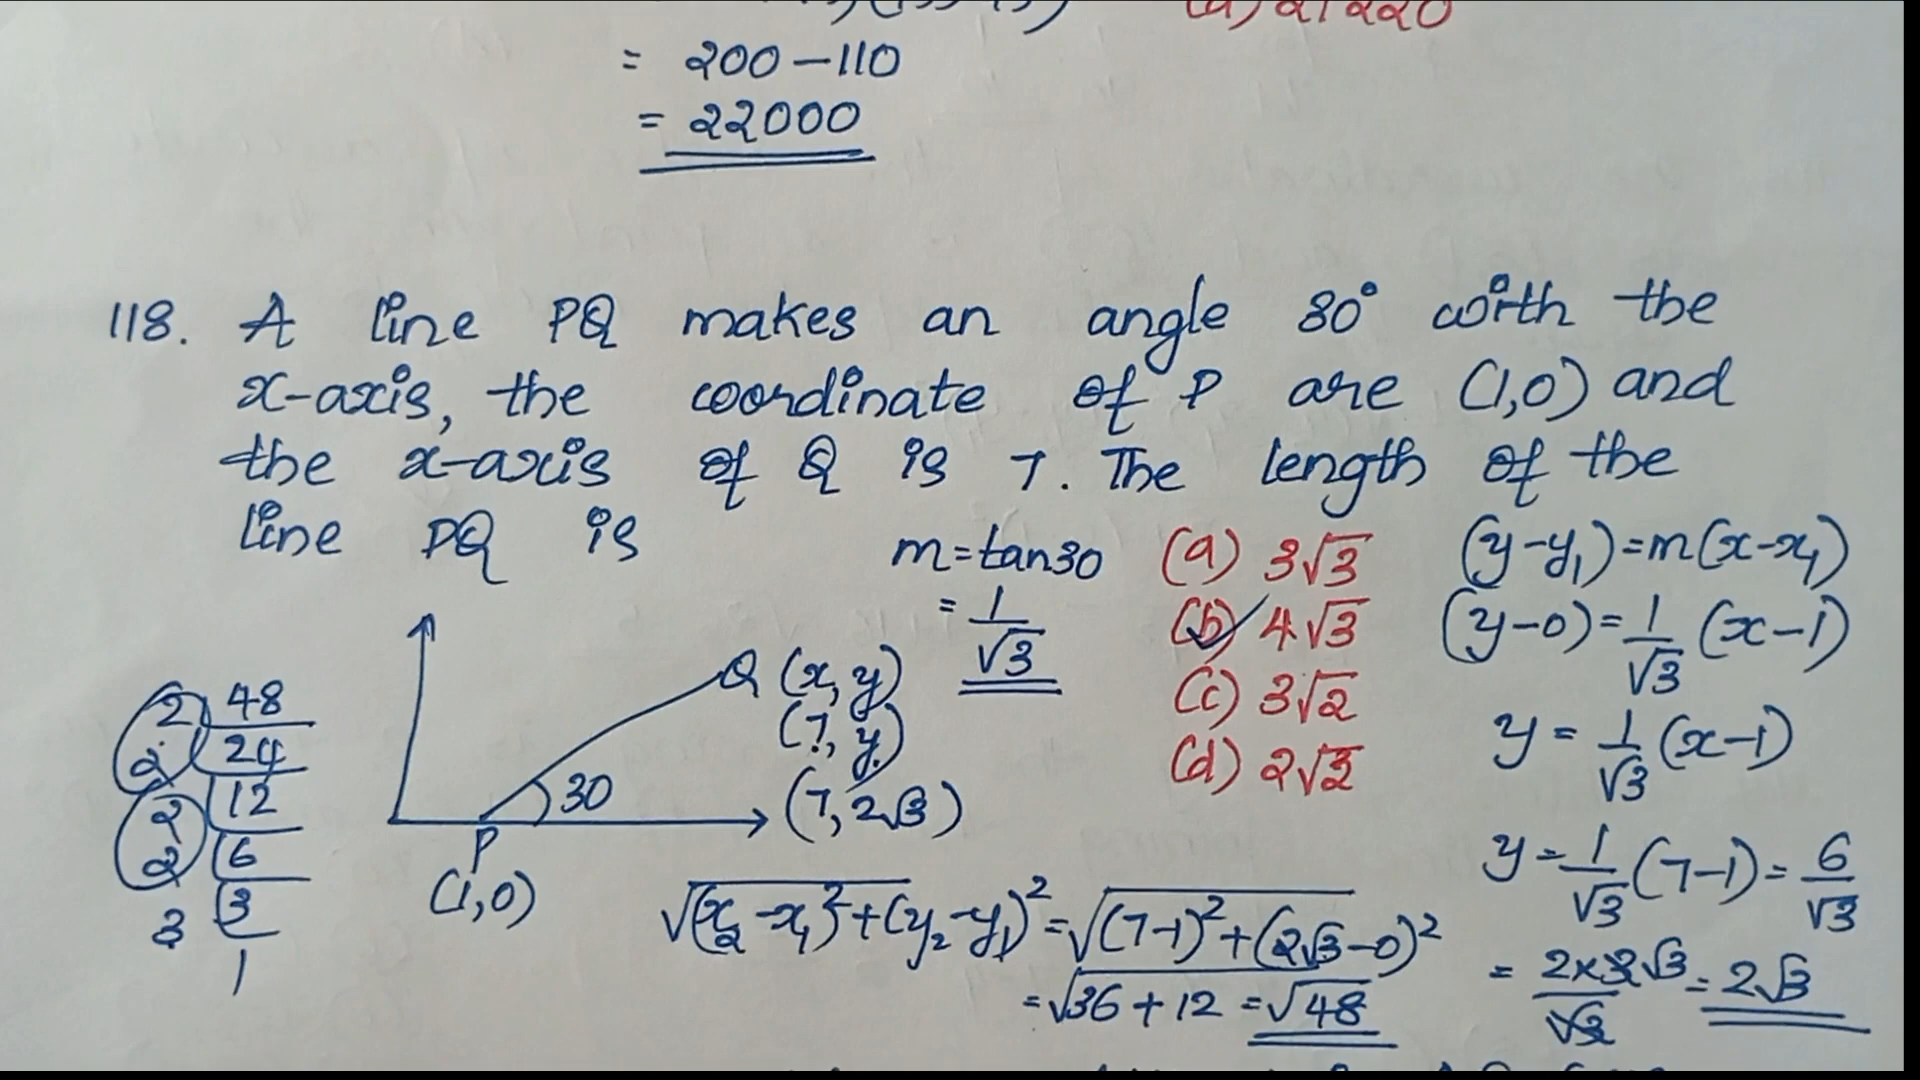 (d) 21220
= 200 - 110
= 22000
118. A line PQ makes an angle 30° with the
x-axis, the coordinate of P are (1,0) and
the x-axis of Q is 7. The length of the
line PQ is
m=tan30
= 1/√3
(a) 3√3
(b) 4√3
(c) 3√2
(d) 2√3
(y-y₁)=m(x-x₁)
(y-0)=1/√3 (x-1)
y = 1/√3 (x-1)
y = 1/√3 (7-1) = 6/√3
= 2×3√3 = 2√3
Q (x, y)
(7, y)
(7, 2√3)
30
P
(1,0)
2 48
2 24
2 12
2 6
3 3
1
√(x₂-x₁)²+(y₂-y₁)² = √(7-1)²+(2√3-0)²
= √36+12 = √48